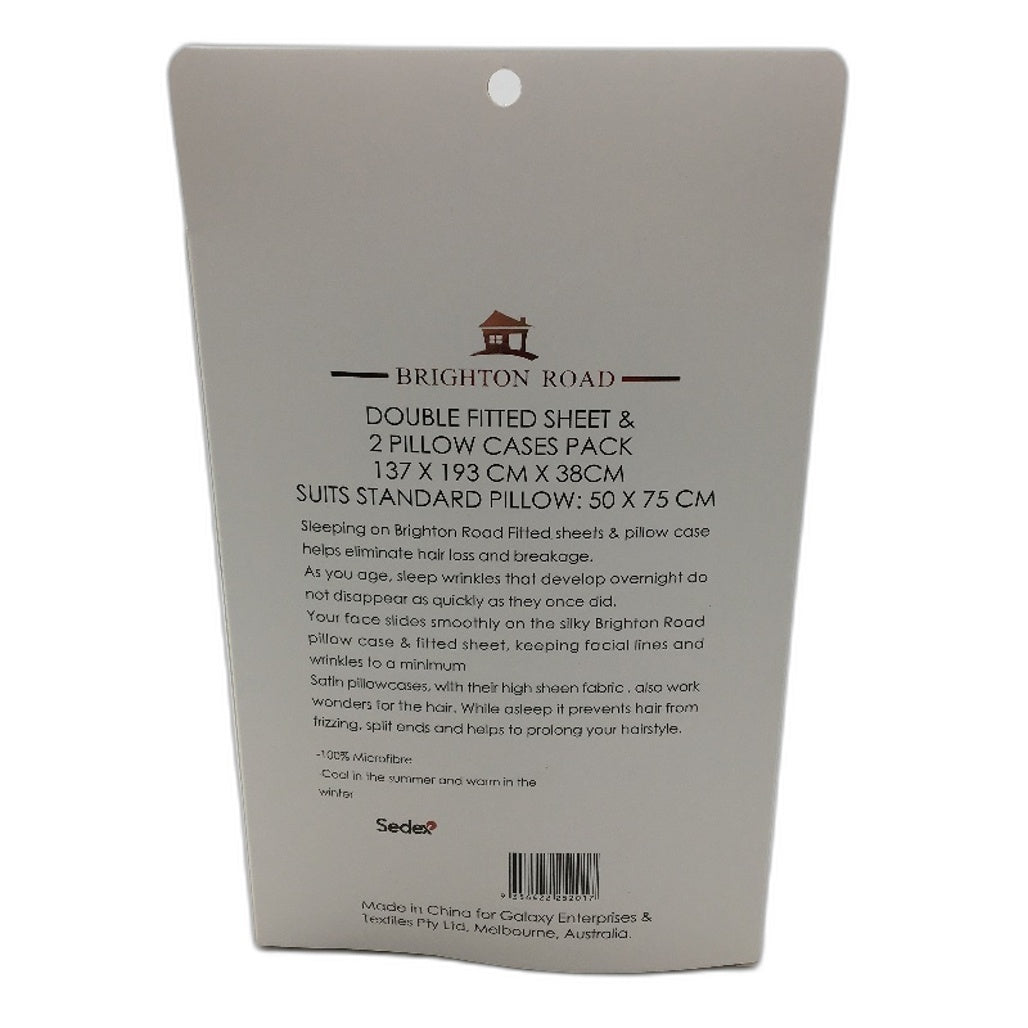 BRIGHTON ROAD
DOUBLE FITTED SHEET &
2 PILLOW CASES PACK
137 X 193 CM X 38CM
SUITS STANDARD PILLOW: 50 X 75 CM
Sleeping on Brighton Road Fitted sheets & pillow case
helps eliminate hair loss and breakage.
As you age, sleep wrinkles that develop overnight do
not disappear as quickly as they once did.
Your face slides smoothly on the silky Brighton Road
pillow case & fitted sheet, keeping facial lines and
wrinkles to a minimum
Satin pillowcases, with their high sheen fabric , also work
wonders for the hair. While asleep it prevents hair from
frizzing, split ends and helps to prolong your hairstyle.
-100% Microfibre
-Cool in the summer and warm in the
winter
Sedex
Made in China for Galaxy Enterprises &
Textiles Pty Ltd, Melbourne, Australia.